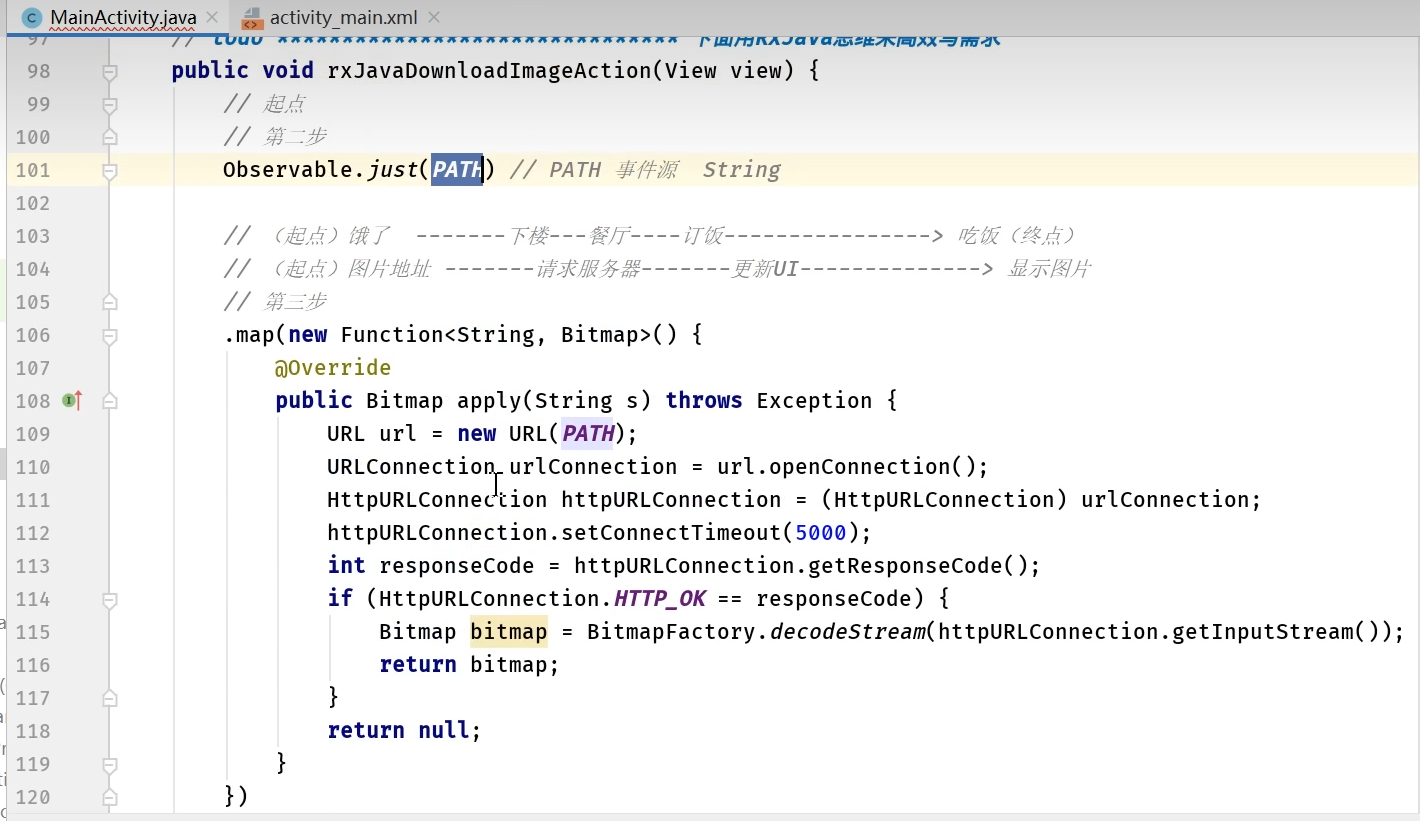 MainActivity.java activity_main.xml
97 // todo ******************************* 下面用RxJava思维来高效写需求
98 public void rxJavaDownloadImageAction(View view) {
99 // 起点
100 // 第二步
101 Observable.just(PATH) // PATH 事件源 String
102
103 // （起点）饿了 -------下楼---餐厅----订饭----------------> 吃饭（终点）
104 // （起点）图片地址 -------请求服务器-------更新UI--------------> 显示图片
105 // 第三步
106 .map(new Function<String, Bitmap>() {
107 @Override
108 public Bitmap apply(String s) throws Exception {
109 URL url = new URL(PATH);
110 URLConnection urlConnection = url.openConnection();
111 HttpURLConnection httpURLConnection = (HttpURLConnection) urlConnection;
112 httpURLConnection.setConnectTimeout(5000);
113 int responseCode = httpURLConnection.getResponseCode();
114 if (HttpURLConnection.HTTP_OK == responseCode) {
115 Bitmap bitmap = BitmapFactory.decodeStream(httpURLConnection.getInputStream());
116 return bitmap;
117 }
118 return null;
119 }
120 })